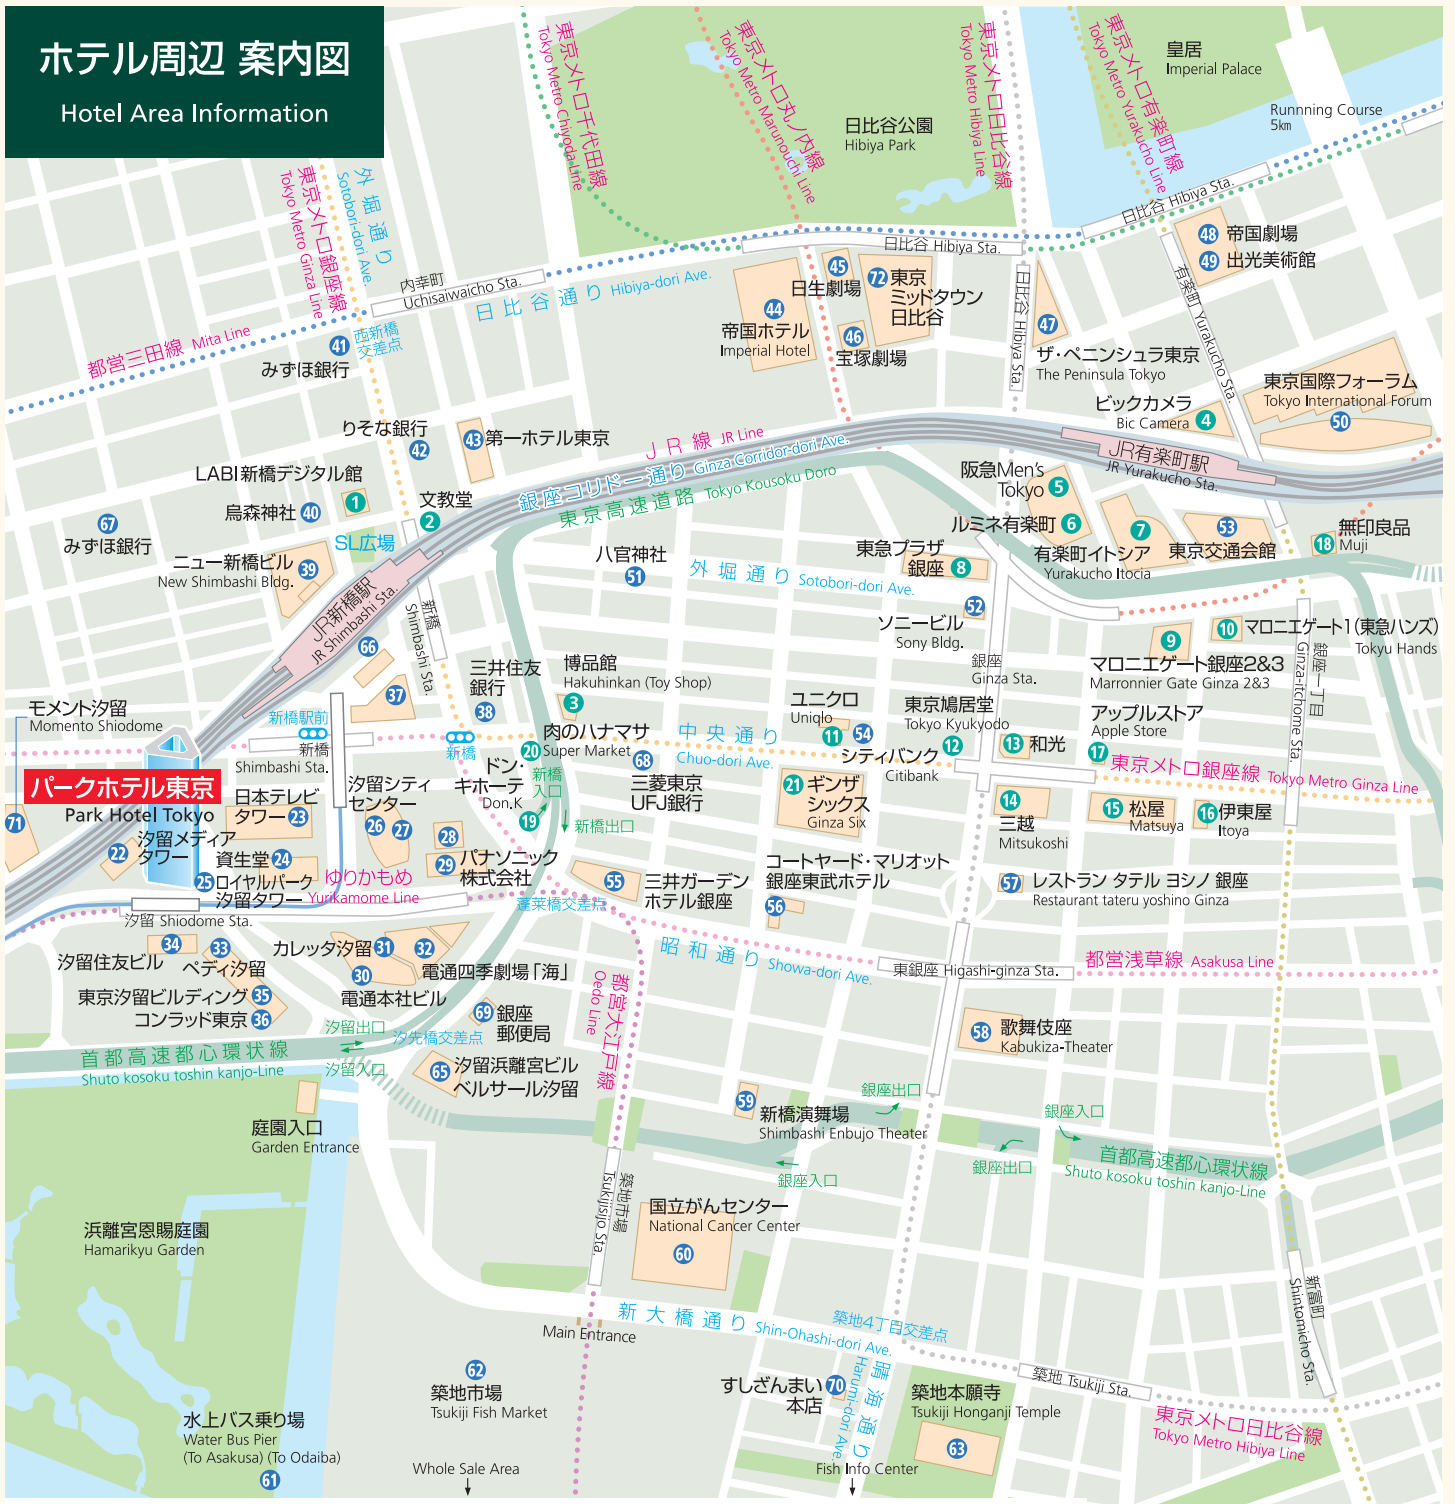 ホテル周辺 案内図
Hotel Area Information
東京メトロ千代田線
Tokyo Metro Chiyoda Line
東京メトロ丸ノ内線
Tokyo Metro Marunouchi Line
東京メトロ日比谷線
Tokyo Metro Hibiya Line
東京メトロ有楽町線
Tokyo Metro Yurakucho Line
皇居
Imperial Palace
Runnning Course
5km
日比谷公園
Hibiya Park
東京メトロ銀座線
Tokyo Metro Ginza Line
外堀通り
Sotobori-dori Ave.
内幸町
Uchisaiwaicho Sta.
日比谷通り Hibiya-dori Ave.
日比谷 Hibiya Sta.
日比谷 Hibiya Sta.
日比谷 Hibiya Sta.
有楽町 Yurakucho Sta.
48 帝国劇場
49 出光美術館
45
日生劇場
72 東京
ミッドタウン
日比谷
44
帝国ホテル
Imperial Hotel
46
宝塚劇場
47
ザ・ペニンシュラ東京
The Peninsula Tokyo
都営三田線 Mita Line
41
みずほ銀行
西新橋
交差点
ビックカメラ
Bic Camera
4
東京国際フォーラム
Tokyo International Forum
50
りそな銀行
42
43 第一ホテル東京
JR線 JR Line
銀座コリドー通り Ginza Corridor-dori Ave.
東京高速道路 Tokyo Kousoku Doro
JR有楽町駅
JR Yurakucho Sta.
LABI新橋デジタル館
1
烏森神社 40
文教堂
2
67
みずほ銀行
SL広場
ニュー新橋ビル
New Shimbashi Bldg.
39
阪急Men's
Tokyo 5
ルミネ有楽町 6
7
有楽町イトシア
Yurakucho Itocia
53
東京交通会館
18
無印良品
Muji
八官神社
51
外堀通り Sotobori-dori Ave.
東急プラザ
銀座 8
52
ソニービル
Sony Bldg.
銀座
Ginza Sta.
9
マロニエゲート銀座2&3
Marronnier Gate Ginza 2&3
10 マロニエゲート1(東急ハンズ)
Tokyu Hands
銀座一丁目
Ginza-itchome Sta.
JR新橋駅
JR Shimbashi Sta.
新橋
Shimbashi Sta.
66
37
三井住友
銀行
38
博品館
Hakuhinkan (Toy Shop)
3
モメント汐留
Momento Shiodome
新橋駅前
新橋
Shimbashi Sta.
新橋
肉のハナマサ
20 Super Market
68
三菱東京
UFJ銀行
中央通り
Chuo-dori Ave.
ユニクロ
Uniqlo
11
54
シティバンク
Citibank
東京鳩居堂
Tokyo Kyukyodo
12
13 和光
アップルストア
Apple Store
17
東京メトロ銀座線 Tokyo Metro Ginza Line
パークホテル東京
Park Hotel Tokyo
71
日本テレビ
タワー 23
汐留シティ
センター
26
27
ドン・
キホーテ
Don.K
19
新橋
入口
新橋出口
21 ギンザ
シックス
Ginza Six
14
三越
Mitsukoshi
15 松屋
Matsuya
16 伊東屋
Itoya
22
汐留メディア
タワー
資生堂 24
25 ロイヤルパーク
汐留タワー
28
29 パナソニック
株式会社
ゆりかもめ
Yurikamome Line
汐留 Shiodome Sta.
蓬莱橋交差点
55 三井ガーデン
ホテル銀座
コートヤード・マリオット
銀座東武ホテル
56
57 レストラン タテル ヨシノ 銀座
Restaurant tateru yoshino Ginza
34
汐留住友ビル
33
ペディ汐留
カレッタ汐留 31
32
30
電通四季劇場「海」
電通本社ビル
東京汐留ビルディング 35
コンラッド東京 36
昭和通り Showa-dori Ave.
東銀座 Higashi-ginza Sta.
都営浅草線 Asakusa Line
都営大江戸線
Oedo Line
69 銀座
郵便局
汐留出口
汐先橋交差点
汐留入口
首都高速都心環状線
Shuto kosoku toshin kanjo-Line
65 汐留浜離宮ビル
ベルサール汐留
58 歌舞伎座
Kabukiza-Theater
庭園入口
Garden Entrance
59
新橋演舞場
Shimbashi Enbujo Theater
銀座出口
銀座入口
銀座入口
銀座出口
首都高速都心環状線
Shuto kosoku toshin kanjo-Line
築地市場
Tsukijisijo Sta.
国立がんセンター
National Cancer Center
60
浜離宮恩賜庭園
Hamarikyu Garden
新大橋通り Shin-Ohashi-dori Ave.
築地4丁目交差点
Main Entrance
新富町
Shintomicho Sta.
62
築地市場
Tsukiji Fish Market
すしざんまい 70
本店
晴海通り
Harumi-dori Ave.
築地本願寺
Tsukiji Honganji Temple
63
築地 Tsukiji Sta.
東京メトロ日比谷線
Tokyo Metro Hibiya Line
水上バス乗り場
Water Bus Pier
(To Asakusa) (To Odaiba)
61
Whole Sale Area
Fish Info Center